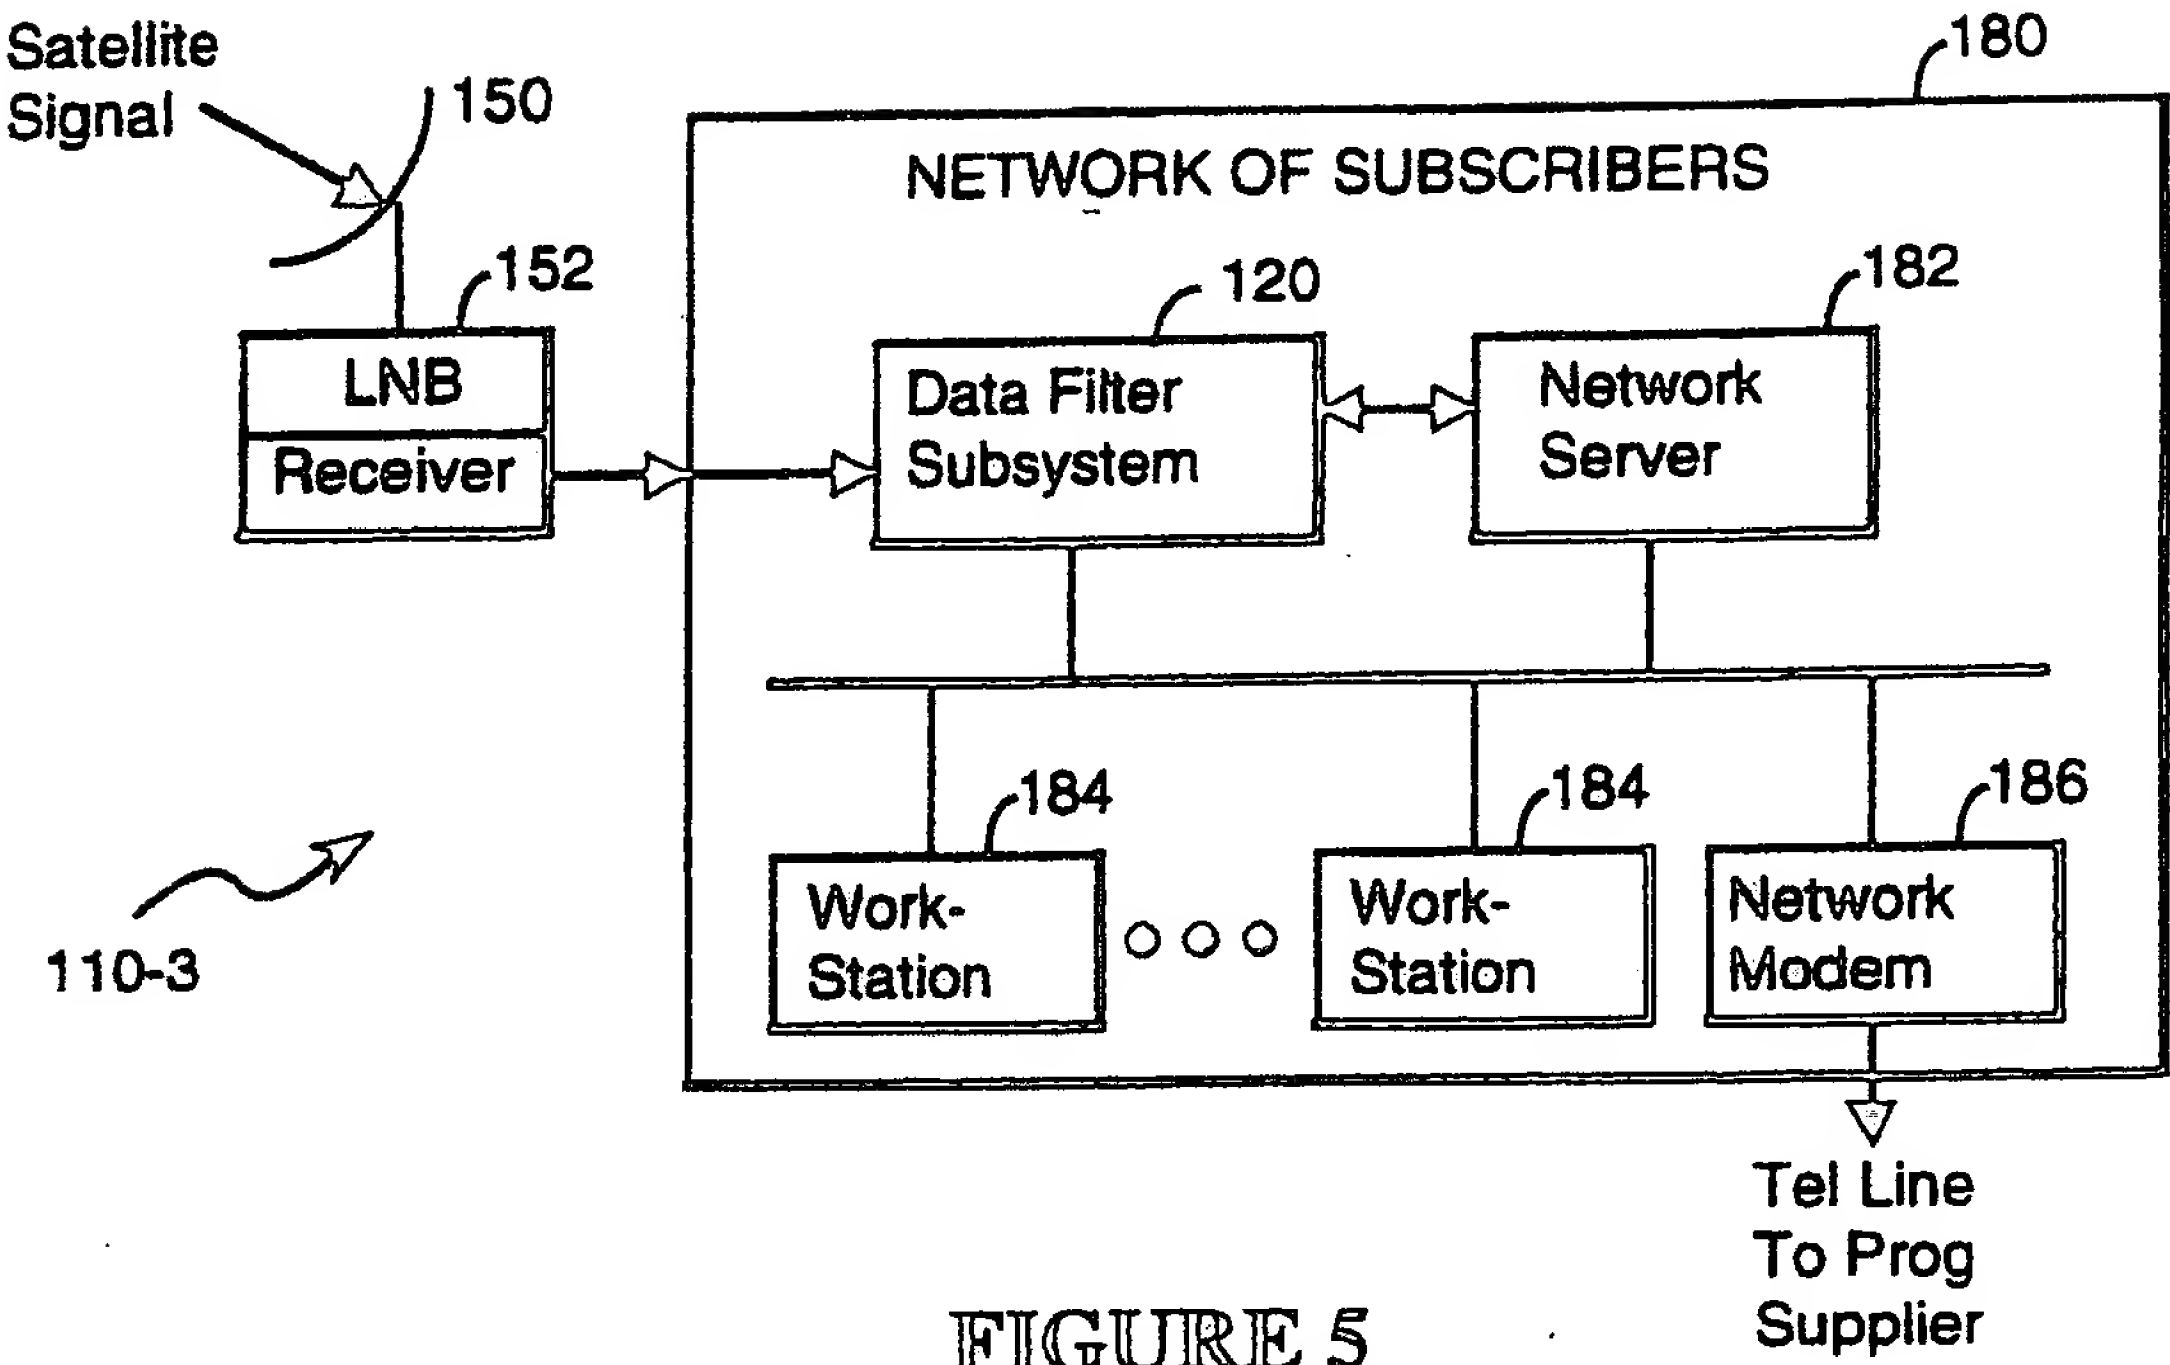 Satellite
Signal
150
180
NETWORK OF SUBSCRIBERS
152
120
182
LNB
Receiver
Data Filter
Subsystem
Network
Server
184
184
186
Work-
Station
Work-
Station
Network
Modem
110-3
Tel Line
To Prog
Supplier
FIGURE 5